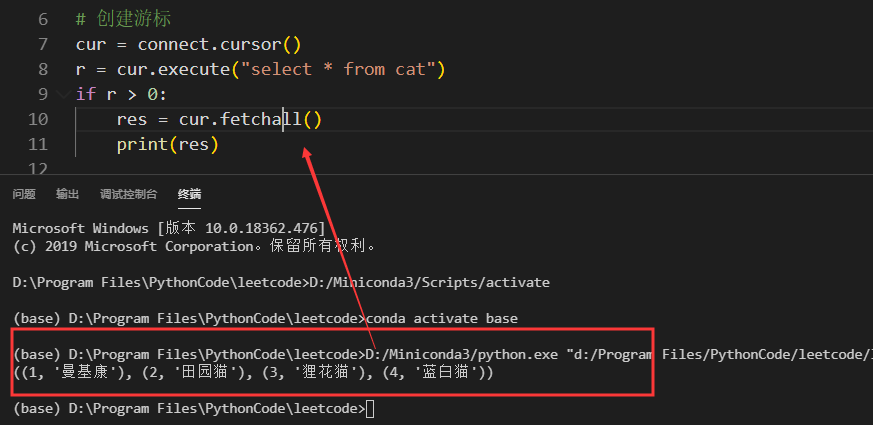 6 # 创建游标
7 cur = connect.cursor()
8 r = cur.execute("select * from cat")
9 if r > 0:
10 res = cur.fetchall()
11 print(res)
12
问题 输出 调试控制台 终端
Microsoft Windows [版本 10.0.18362.476]
(c) 2019 Microsoft Corporation。保留所有权利。
D:\Program Files\PythonCode\leetcode>D:/Miniconda3/Scripts/activate
(base) D:\Program Files\PythonCode\leetcode>conda activate base
(base) D:\Program Files\PythonCode\leetcode>D:/Miniconda3/python.exe "d:/Program Files/PythonCode/leetcode/
((1, '曼基康'), (2, '田园猫'), (3, '狸花猫'), (4, '蓝白猫'))
(base) D:\Program Files\PythonCode\leetcode>